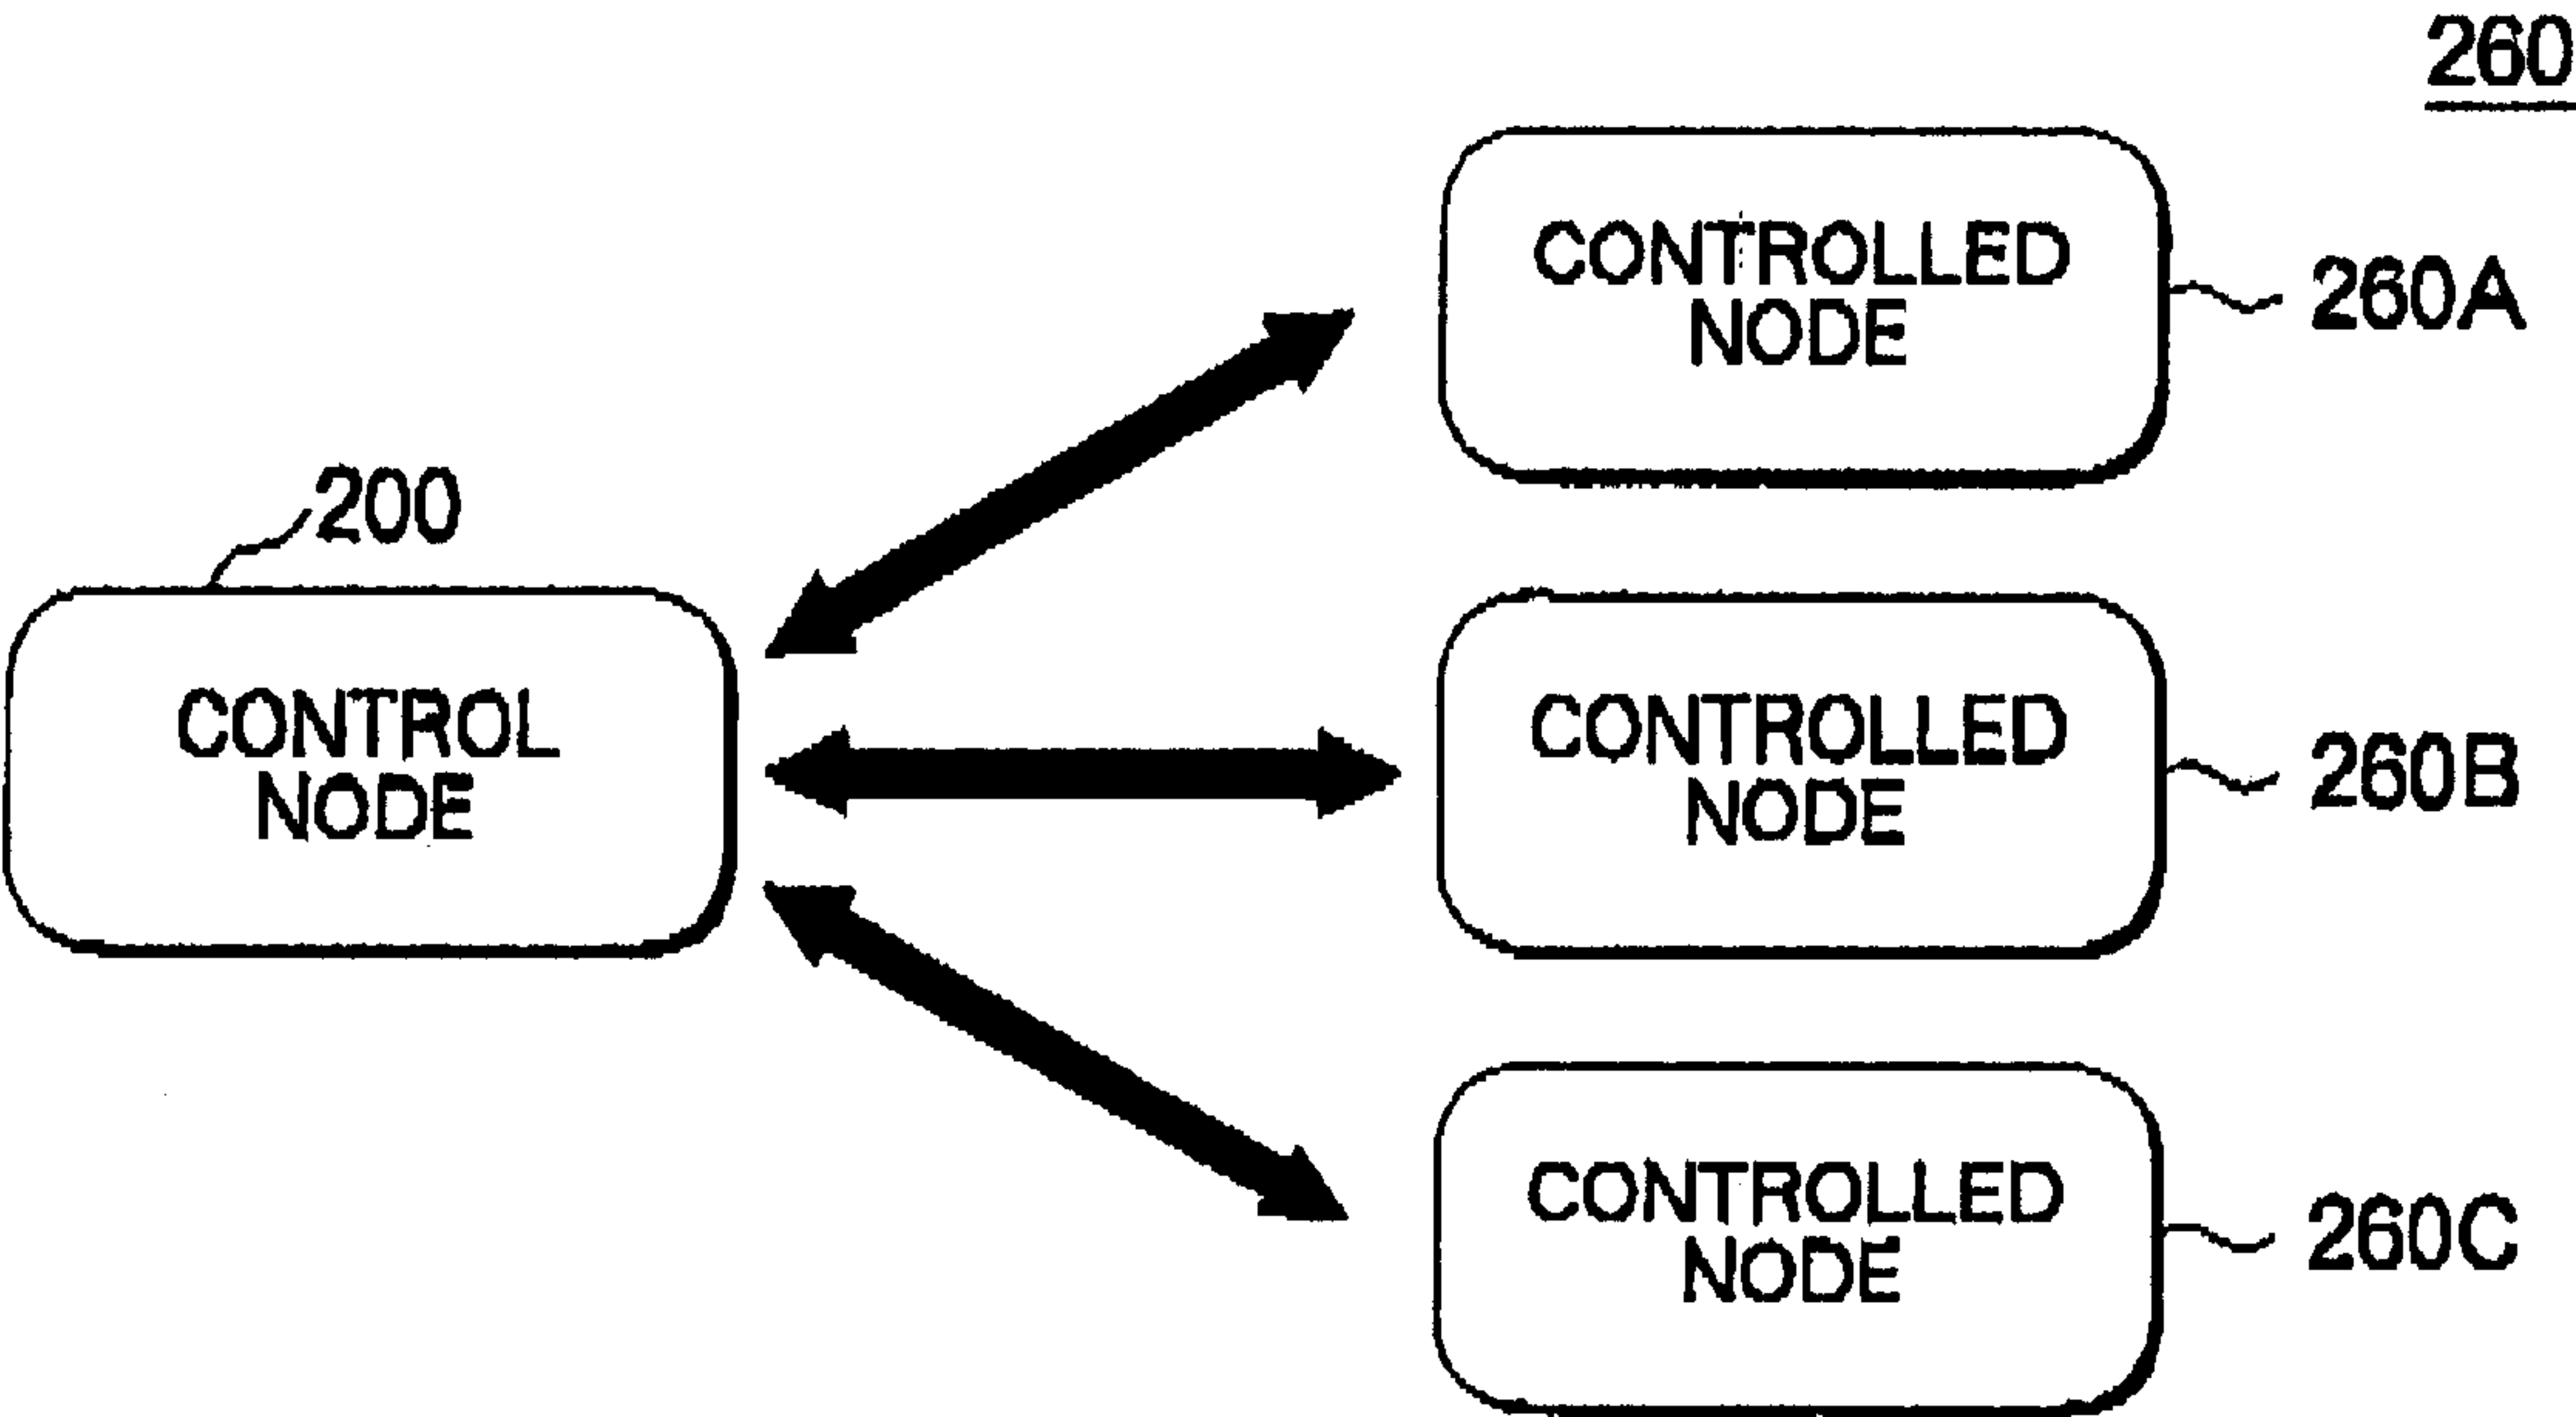 260
CONTROLLED
NODE
260A
200
CONTROL
NODE
CONTROLLED
NODE
260B
CONTROLLED
NODE
260C